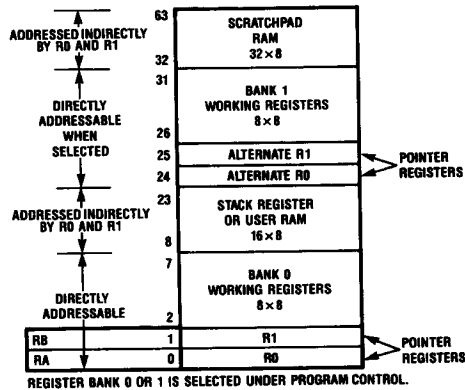 63
SCRATCHPAD
RAM
32×8
ADDRESSED INDIRECTLY
BY R0 AND R1
32
31
BANK 1
WORKING REGISTERS
8×8
DIRECTLY
ADDRESSABLE
WHEN
SELECTED
26
25
ALTERNATE R1
24
ALTERNATE R0
POINTER
REGISTERS
23
STACK REGISTER
OR USER RAM
16×8
ADDRESSED INDIRECTLY
BY R0 AND R1
8
7
BANK 0
WORKING REGISTERS
8×8
DIRECTLY
ADDRESSABLE
2
RB 1 R1
RA 0 R0
POINTER
REGISTERS
REGISTER BANK 0 OR 1 IS SELECTED UNDER PROGRAM CONTROL.